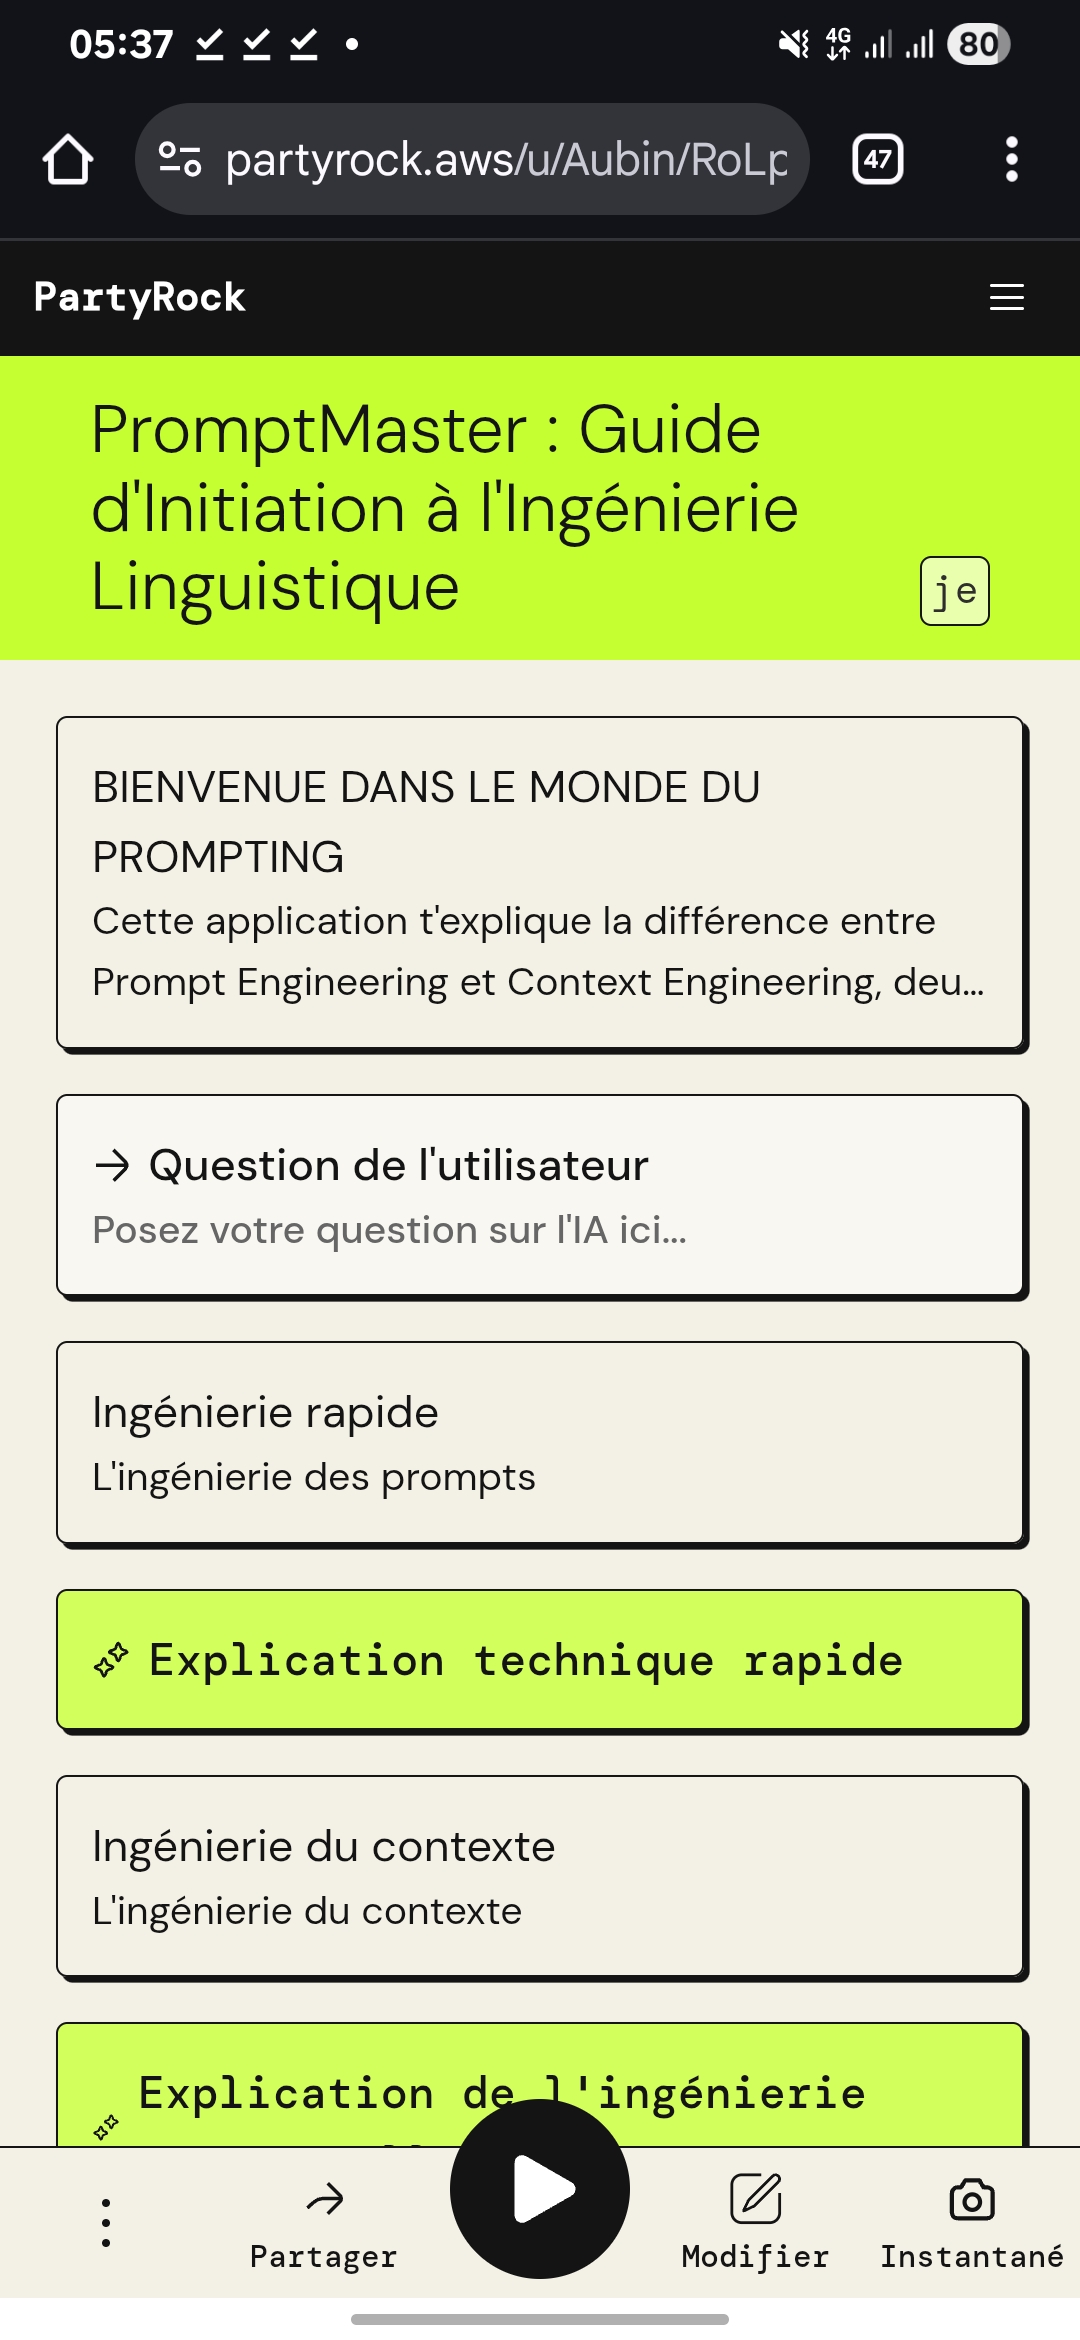 05:37
4G
80
partyrock.aws/u/Aubin/RoLp
47
PartyRock
PromptMaster : Guide
d'Initiation à l'Ingénierie
Linguistique
je
BIENVENUE DANS LE MONDE DU
PROMPTING
Cette application t'explique la différence entre
Prompt Engineering et Context Engineering, deu...
Question de l'utilisateur
Posez votre question sur l'IA ici...
Ingénierie rapide
L'ingénierie des prompts
Explication technique rapide
Ingénierie du contexte
L'ingénierie du contexte
Explication de l'ingénierie
Partager
Modifier
Instantané